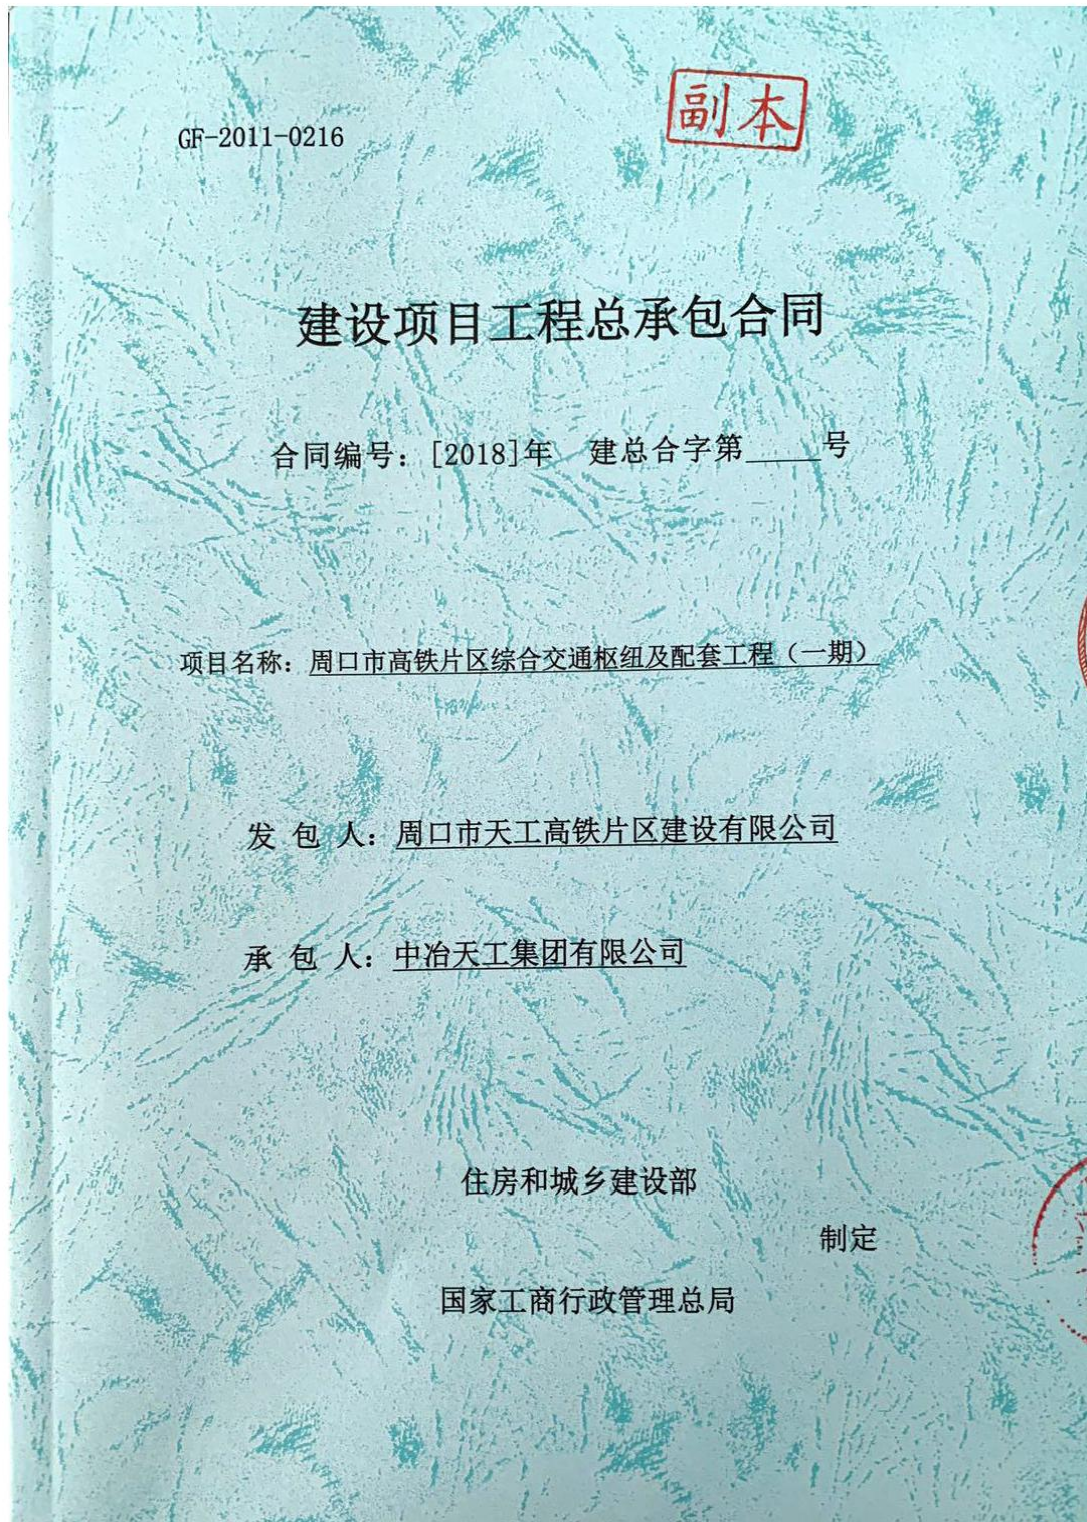 副本
GF-2011-0216
建设项目工程总承包合同
合同编号：[2018]年 建总合字第_____号
项目名称：周口市高铁片区综合交通枢纽及配套工程（一期）
发 包 人：周口市天工高铁片区建设有限公司
承 包 人：中冶天工集团有限公司
住房和城乡建设部
制定
国家工商行政管理总局